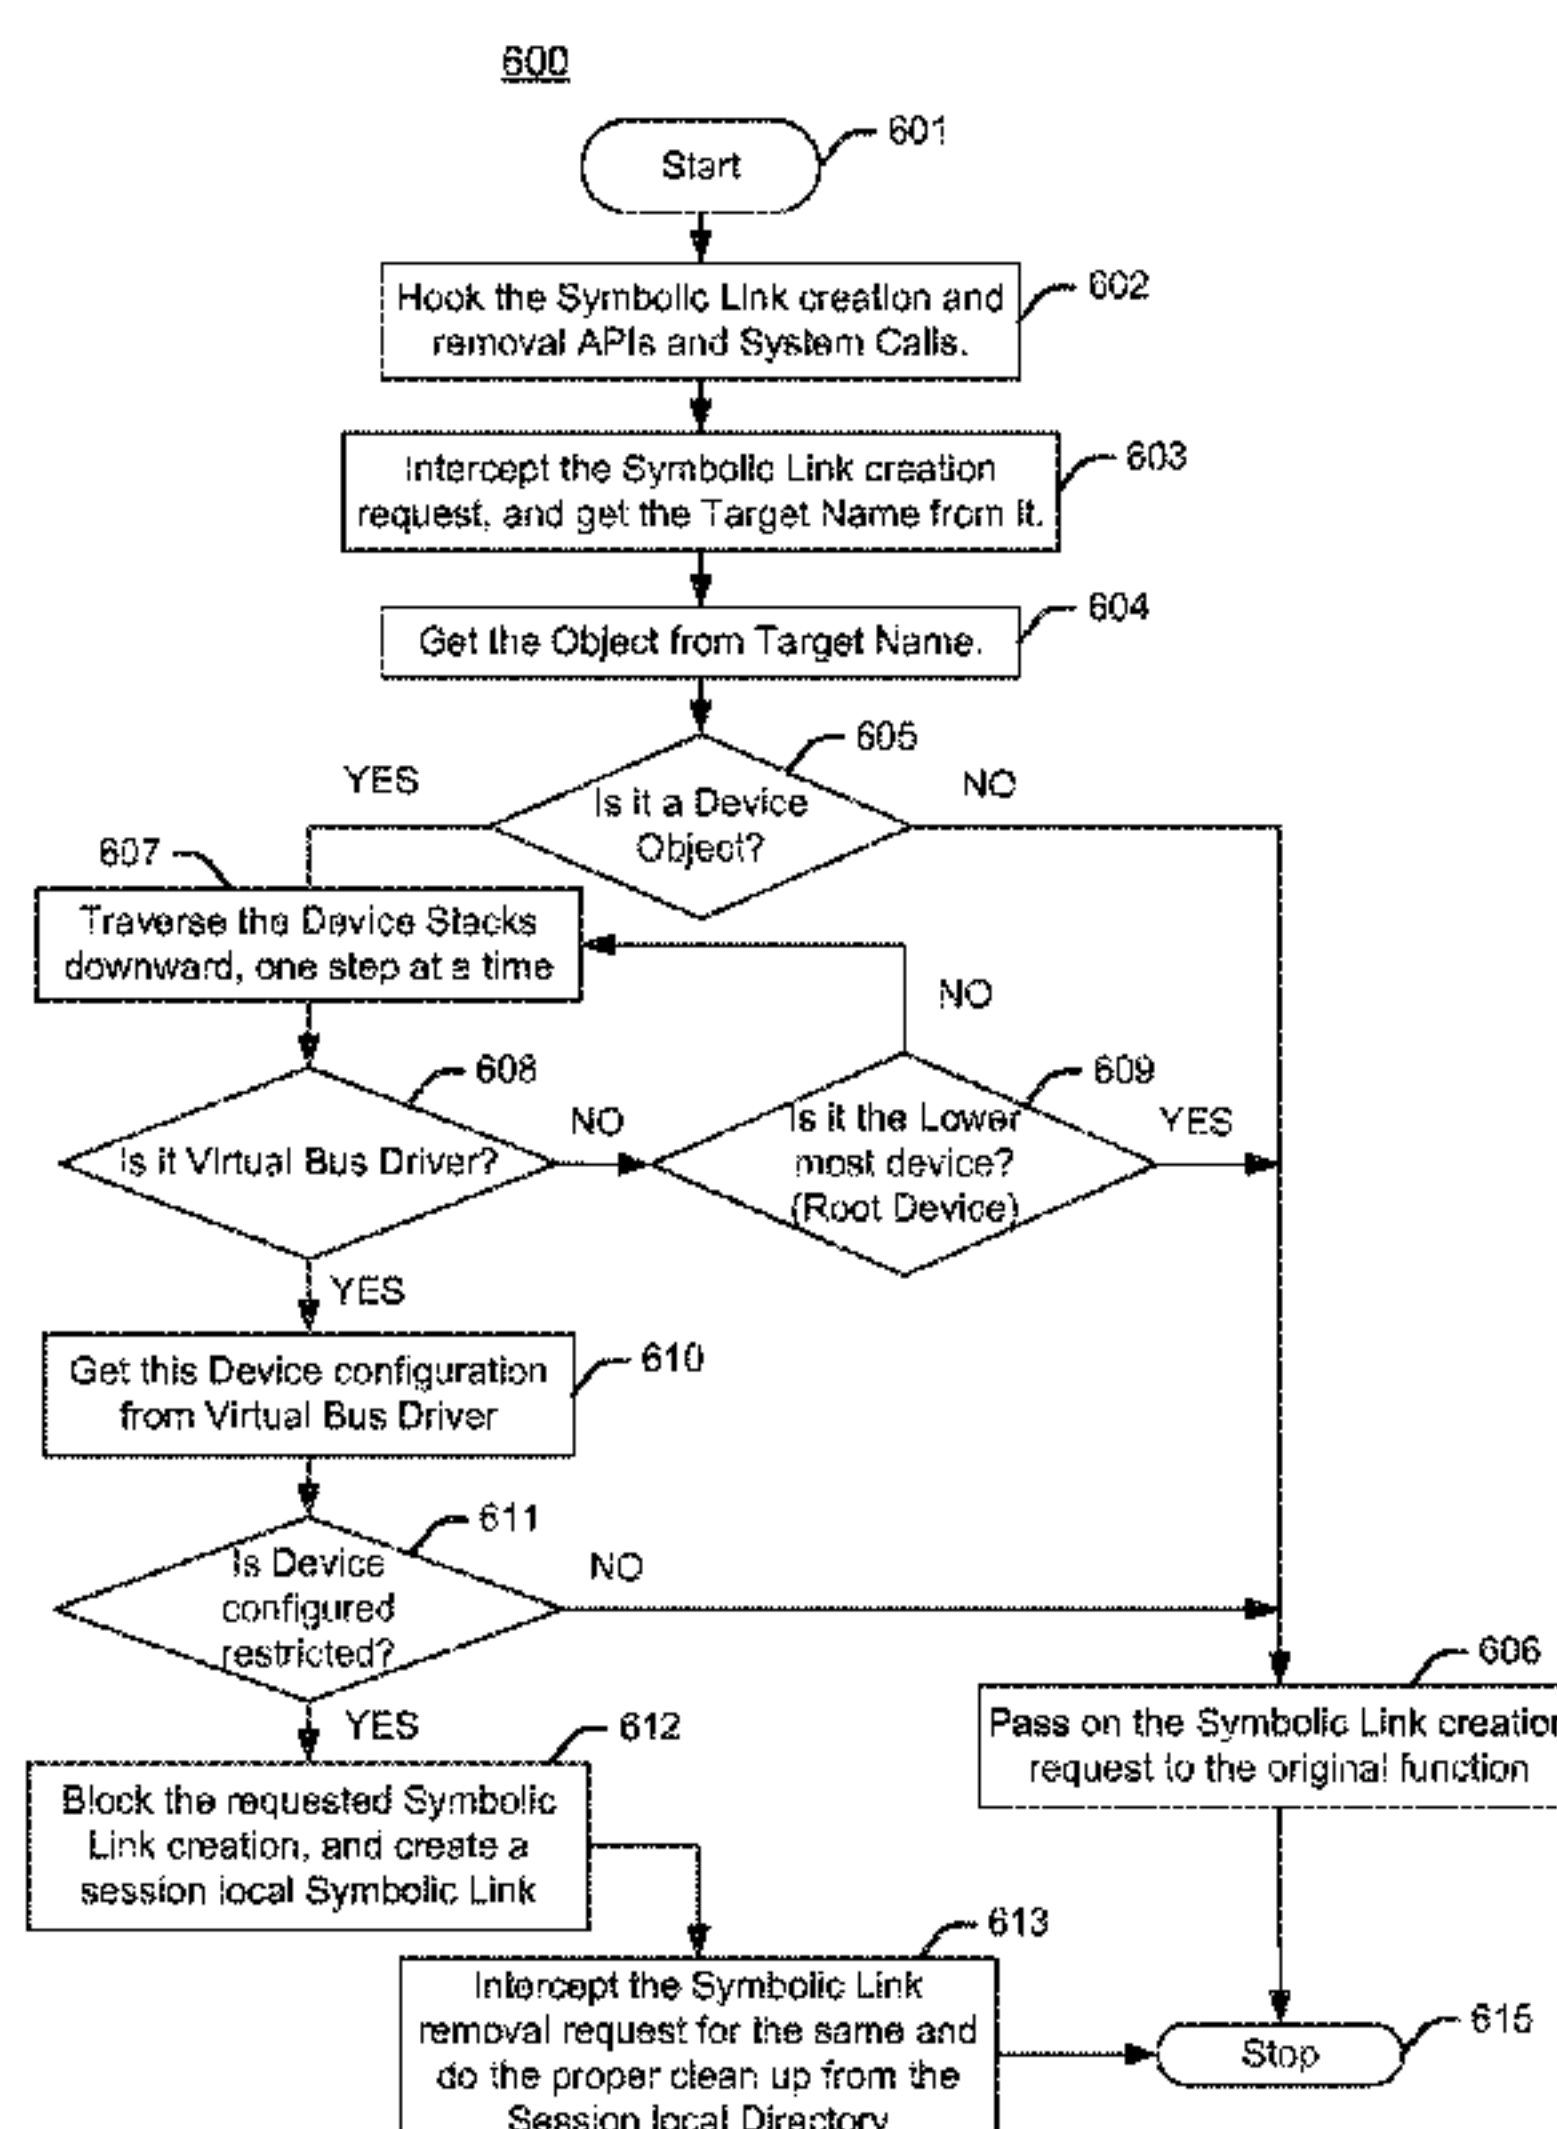 600
Start
601
Hook the Symbolic Link creation and
removal APIs and System Calls.
602
Intercept the Symbolic Link creation
request, and get the Target Name from it.
603
Get the Object from Target Name.
604
605
YES
NO
Is it a Device
Object?
607
Traverse the Device Stacks
downward, one step at a time
NO
608
609
Is it Virtual Bus Driver?
NO
Is it the Lower
most device?
(Root Device)
YES
YES
Get this Device configuration
from Virtual Bus Driver
610
611
Is Device
configured
restricted?
NO
YES
606
Pass on the Symbolic Link creation
request to the original function
612
Block the requested Symbolic
Link creation, and create a
session local Symbolic Link
613
Intercept the Symbolic Link
removal request for the same and
do the proper clean up from the
Session local Directory
Stop
615